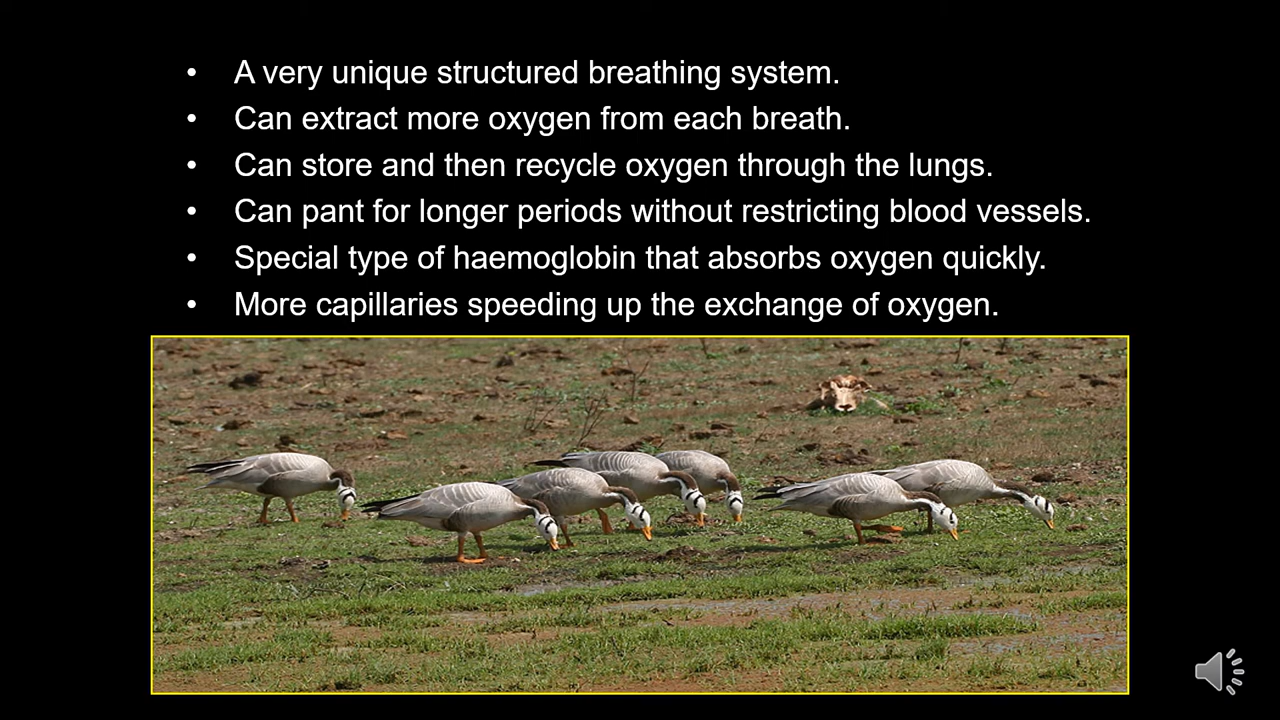 • A very unique structured breathing system.
• Can extract more oxygen from each breath.
• Can store and then recycle oxygen through the lungs.
• Can pant for longer periods without restricting blood vessels.
• Special type of haemoglobin that absorbs oxygen quickly.
• More capillaries speeding up the exchange of oxygen.